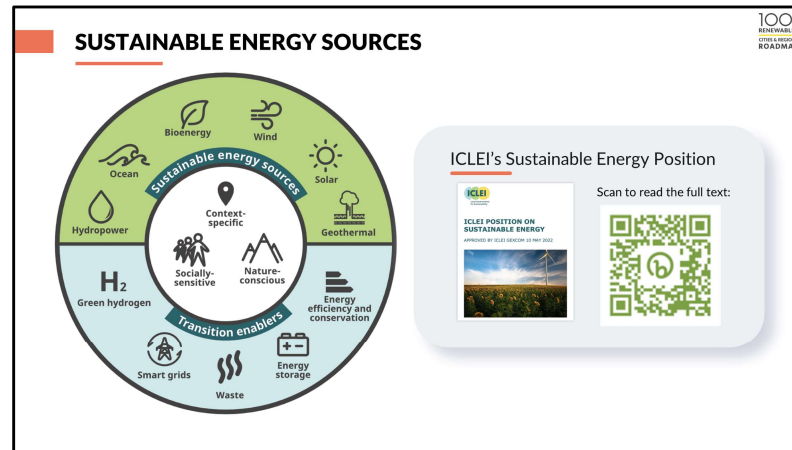 SUSTAINABLE ENERGY SOURCES
100
RENEWABL
CITIES & REGIO
ROADMA
Bioenergy
Wind
Ocean
Solar
Hydropower
Geothermal
Sustainable energy sources
Context-
specific
Socially-
sensitive
Nature-
conscious
H2
Green hydrogen
Energy
efficiency and
conservation
Transition enablers
Smart grids
Energy
storage
Waste
ICLEI's Sustainable Energy Position
Scan to read the full text:
ICLEI
ICLEI POSITION ON
SUSTAINABLE ENERGY
APPROVED BY ICLEI GEXCOM 10 MAY 2022